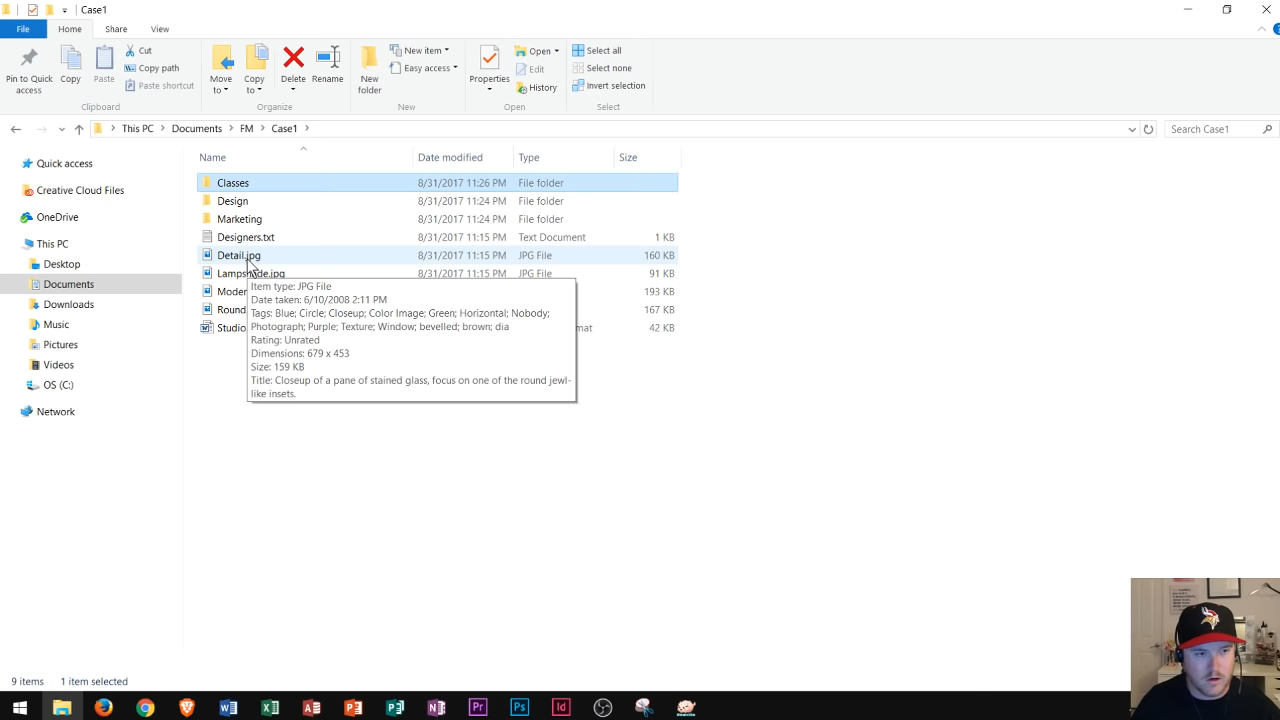 Case1
File Home Share View
Pin to Quick access
Copy
Paste
Cut
Copy path
Paste shortcut
Clipboard
Move to
Copy to
Delete
Rename
Organize
New folder
New item
Easy access
New
Properties
Open
Edit
History
Open
Select all
Select none
Invert selection
Select
This PC Documents FM Case1
Search Case1
Quick access
Creative Cloud Files
OneDrive
This PC
Desktop
Documents
Downloads
Music
Pictures
Videos
OS (C:)
Network
Name Date modified Type Size
Classes 8/31/2017 11:26 PM File folder
Design 8/31/2017 11:24 PM File folder
Marketing 8/31/2017 11:24 PM File folder
Designers.txt 8/31/2017 11:15 PM Text Document 1 KB
Detail.jpg 8/31/2017 11:15 PM JPG File 160 KB
8/31/2017 11:15 PM JPG File 91 KB
193 KB
Round 167 KB
Studio mat 42 KB
Item type: JPG File
Date taken: 6/10/2008 2:11 PM
Tags: Blue; Circle; Closeup; Color Image; Green; Horizontal; Nobody;
Photograph; Purple; Texture; Window; bevelled; brown; dia
Rating: Unrated
Dimensions: 679 x 453
Size: 159 KB
Title: Closeup of a pane of stained glass, focus on one of the round jewl-
like insets.
9 items 1 item selected